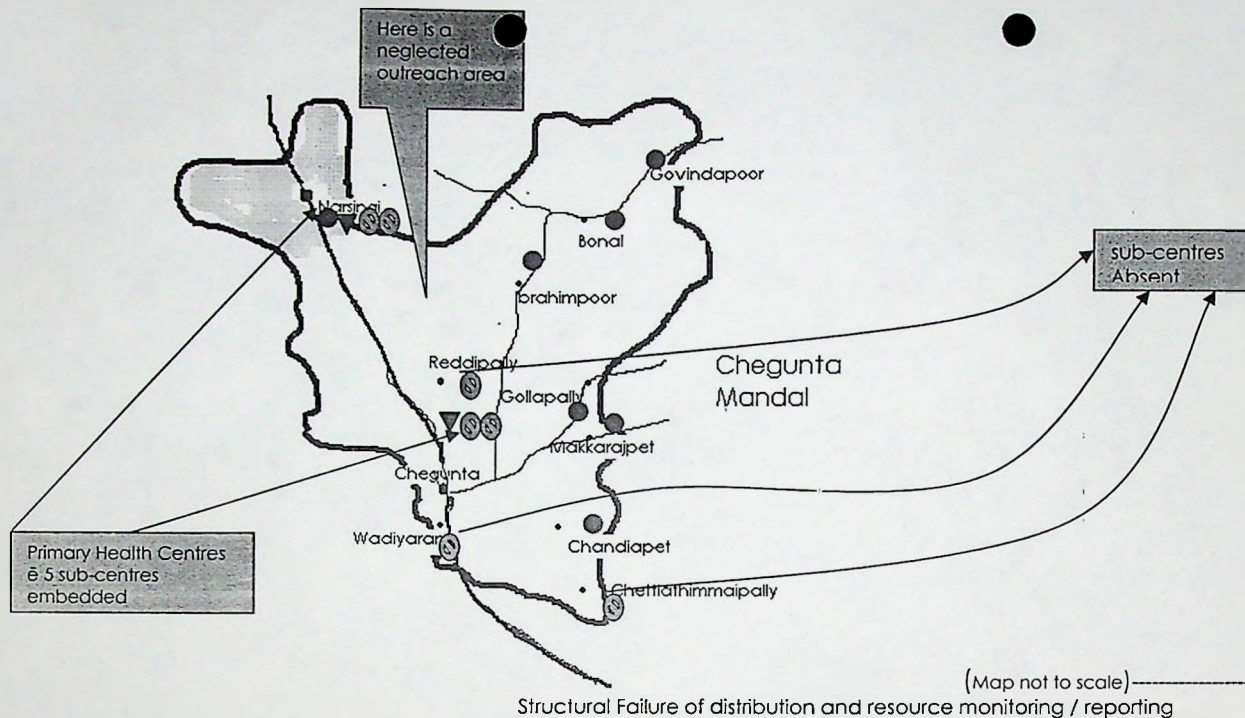 Here is a
neglected
outreach area
Govindapoor
Narsingi
Bonal
sub-centres
Absent
Ibrahimpoor
Reddipally
Chegunta
Mandal
Gollapally
Makkarajpet
Chegunta
Wadiyaram
Chandiapet
Primary Health Centres
ē 5 sub-centres
embedded
Chettiathimmaipally
(Map not to scale)
Structural Failure of distribution and resource monitoring / reporting